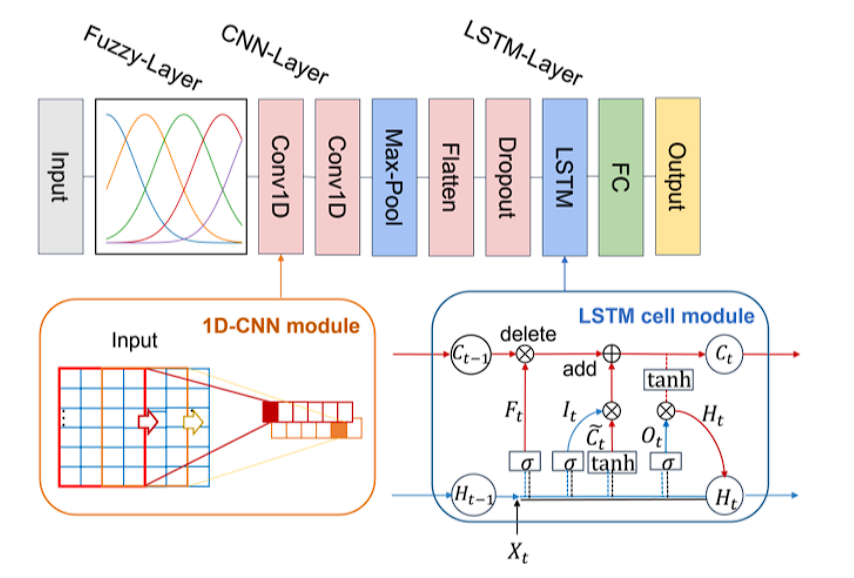 Fuzzy-Layer
CNN-Layer
LSTM-Layer
Input
Conv1D
Conv1D
Max-Pool
Flatten
Dropout
LSTM
FC
Output
1D-CNN module
Input
LSTM cell module
delete
C_{t-1}
add
C_t
tanh
F_t
I_t
C̃_t
O_t
H_t
σ
σ
tanh
σ
H_{t-1}
H_t
X_t